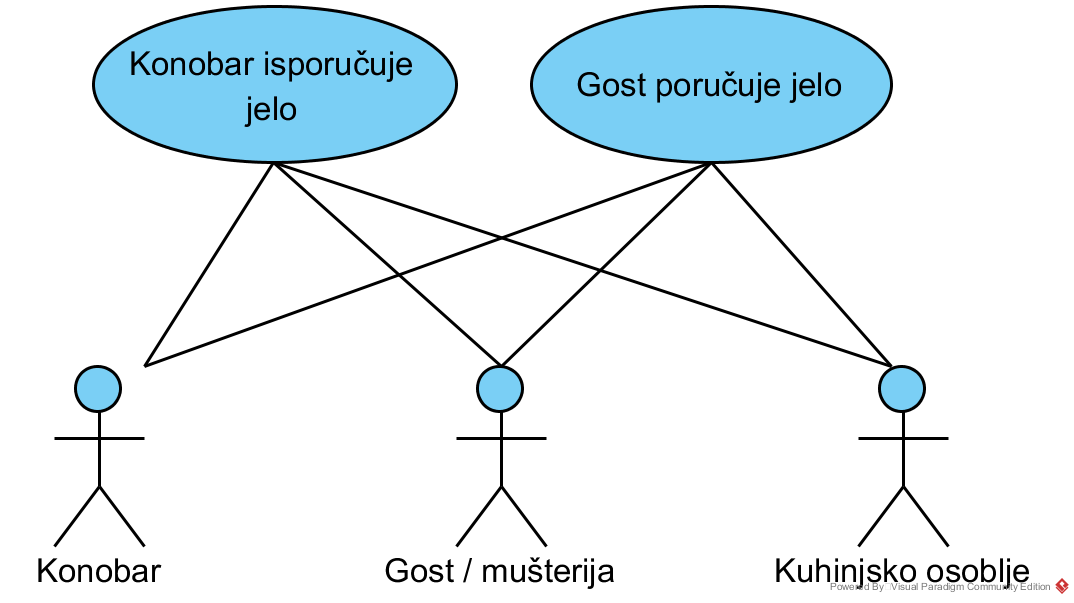 Konobar isporučuje
jelo
Gost poručuje jelo
Konobar
Gost / mušterija
Kuhinjsko osoblje
Powered By Visual Paradigm Community Edition